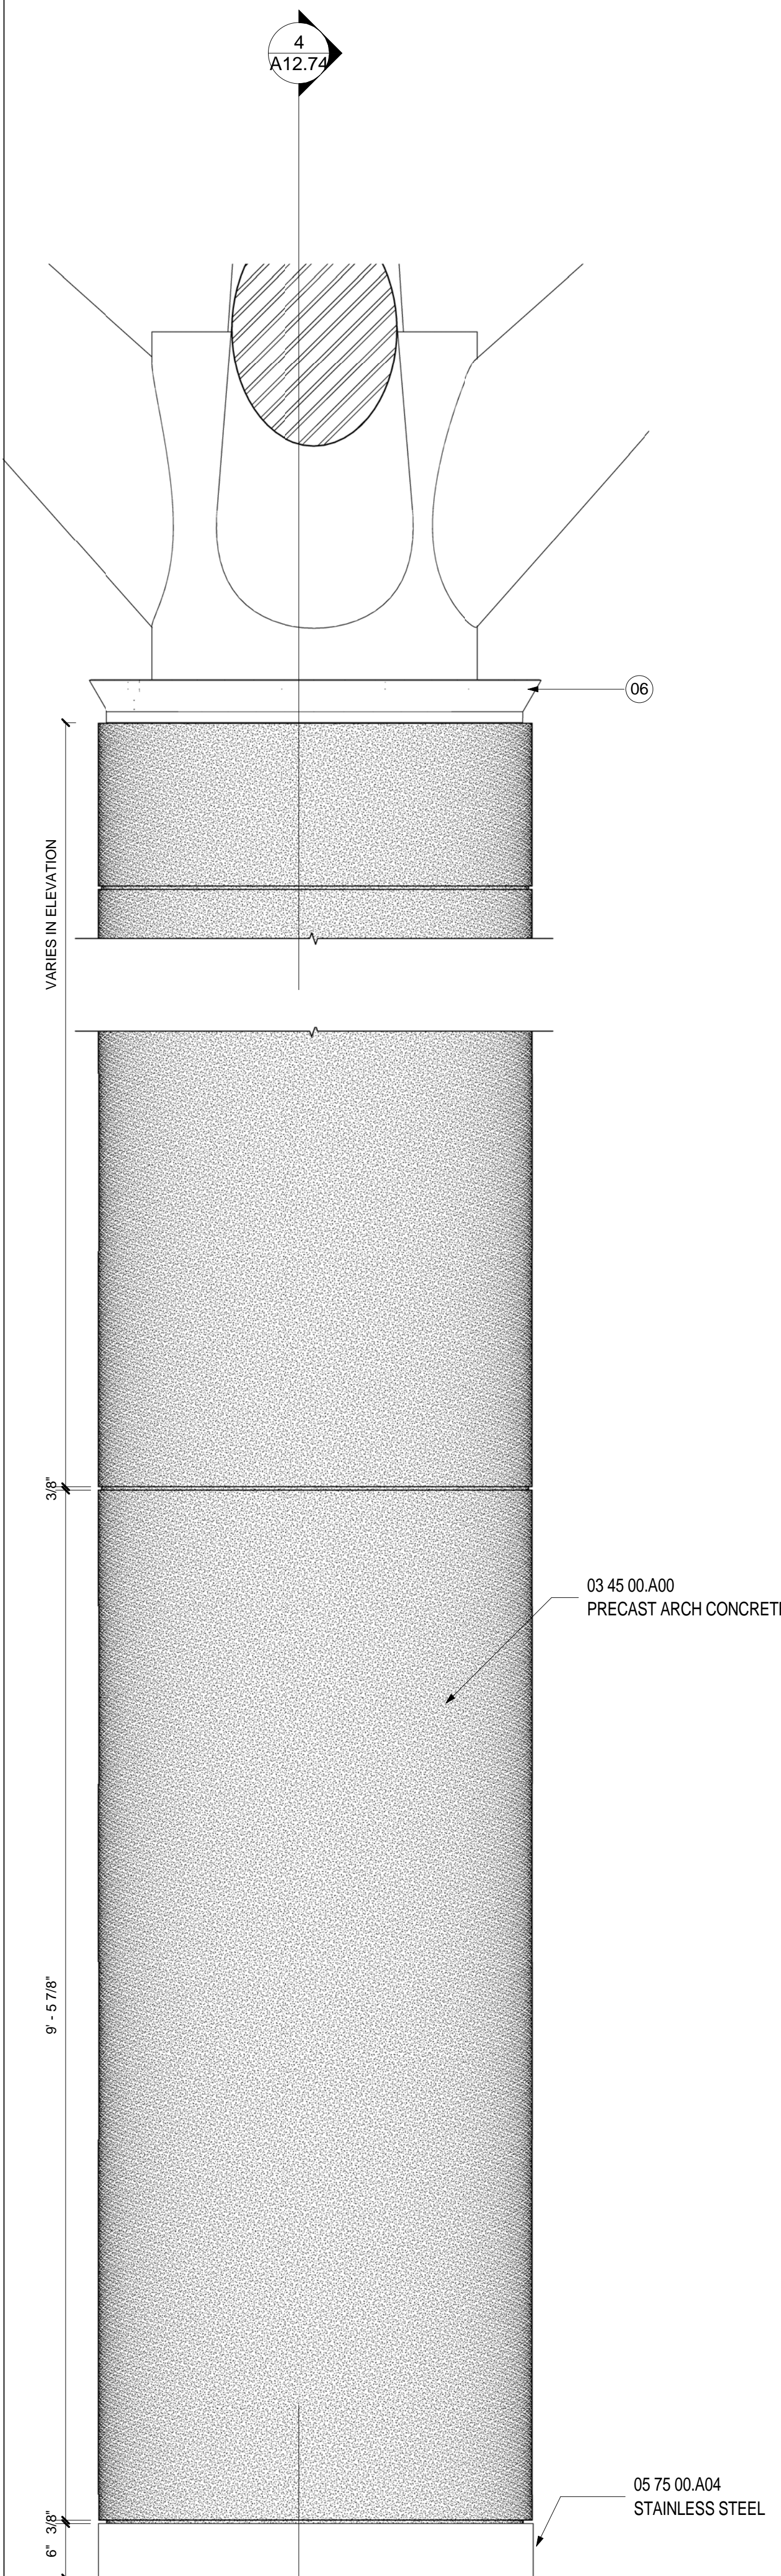 4
A12.74
06
VARIES IN ELEVATION
3/8"
03 45 00.A00
PRECAST ARCH CONCRETE
9' - 5 7/8"
05 75 00.A04
STAINLESS STEEL
3/8"
6"